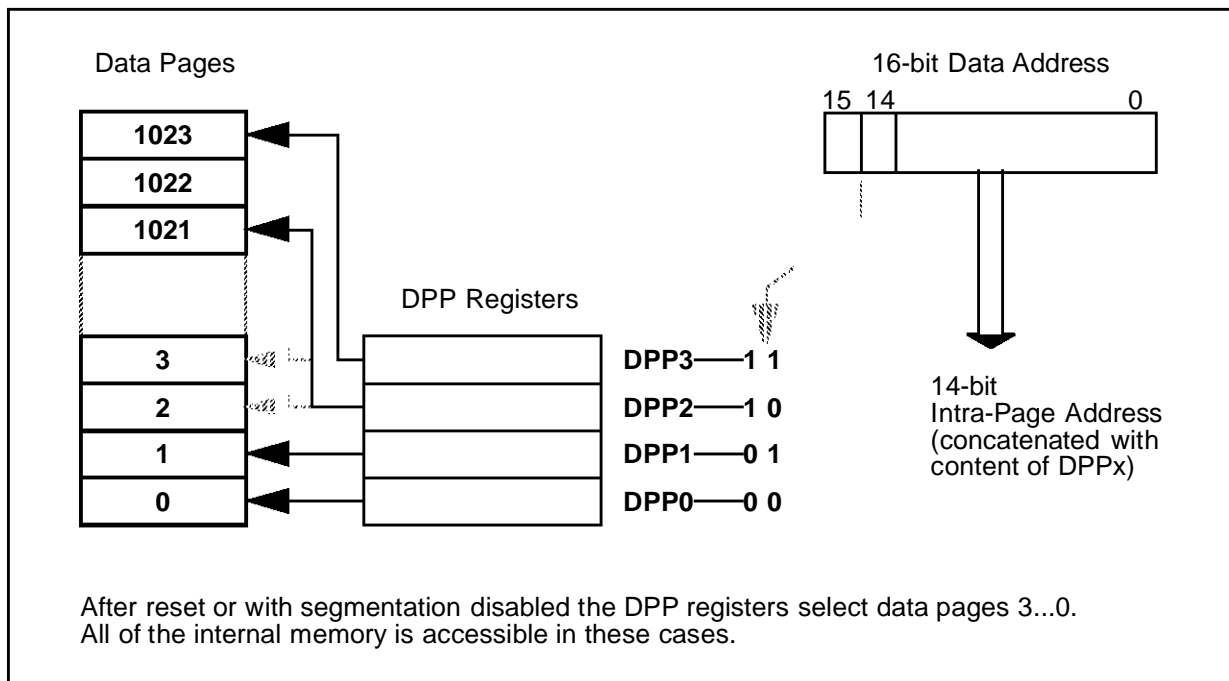 Data Pages
1023
1022
1021
3
2
1
0
DPP Registers
DPP3 1 1
DPP2 1 0
DPP1 0 1
DPP0 0 0
16-bit Data Address
15 14 0
14-bit
Intra-Page Address
(concatenated with
content of DPPx)
After reset or with segmentation disabled the DPP registers select data pages 3...0.
All of the internal memory is accessible in these cases.